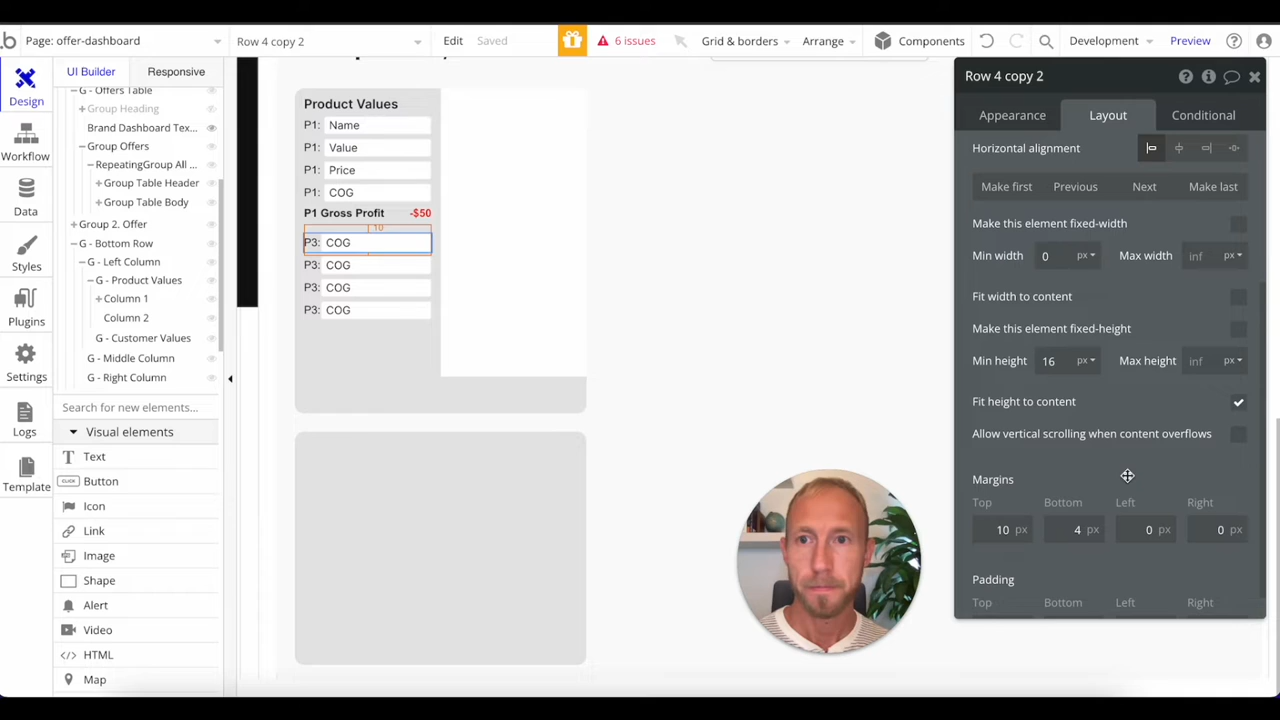 .b Page: offer-dashboard Row 4 copy 2 Edit Saved 6 issues Grid & borders Arrange Components Development Preview
UI Builder Responsive
Design
Workflow
Data
Styles
Plugins
Settings
Logs
Template
G - Offers Table
Group Heading
Brand Dashboard Tex...
Group Offers
RepeatingGroup All ...
Group Table Header
Group Table Body
Group 2. Offer
G - Bottom Row
G - Left Column
G - Product Values
Column 1
Column 2
G - Customer Values
G - Middle Column
G - Right Column
Search for new elements...
Visual elements
Text
CLICK Button
Icon
Link
Image
Shape
Alert
Video
</> HTML
Map
Product Values
P1: Name
P1: Value
P1: Price
P1: COG
P1 Gross Profit -$50
10
P3: COG
P3: COG
P3: COG
P3: COG
Row 4 copy 2
Appearance Layout Conditional
Horizontal alignment
Make first Previous Next Make last
Make this element fixed-width
Min width 0 px Max width inf px
Fit width to content
Make this element fixed-height
Min height 16 px Max height inf px
Fit height to content
Allow vertical scrolling when content overflows
Margins
Top Bottom Left Right
10 px 4 px 0 px 0 px
Padding
Top Bottom Left Right